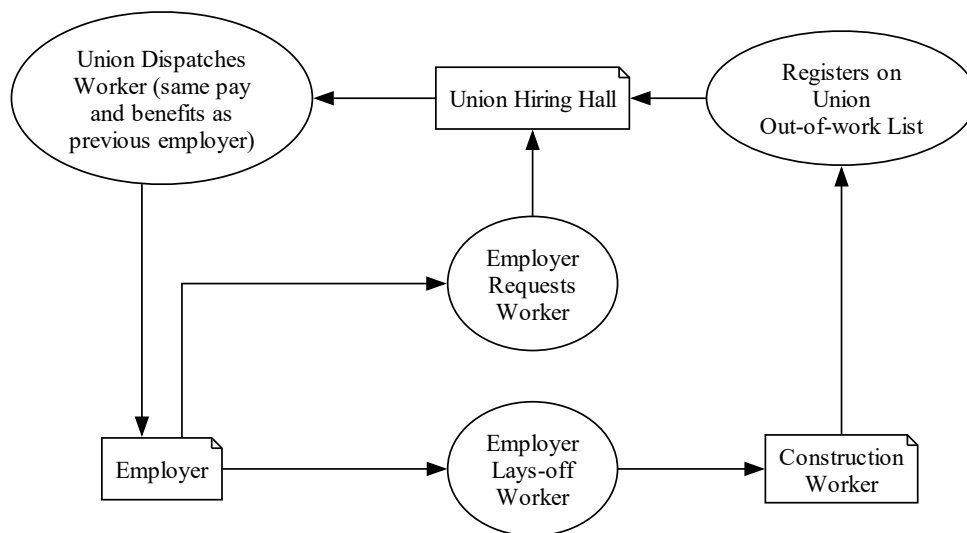 Union Dispatches
Worker (same pay
and benefits as
previous employer)
Union Hiring Hall
Registers on
Union
Out-of-work List
Employer
Requests
Worker
Employer
Employer
Lays-off
Worker
Construction
Worker